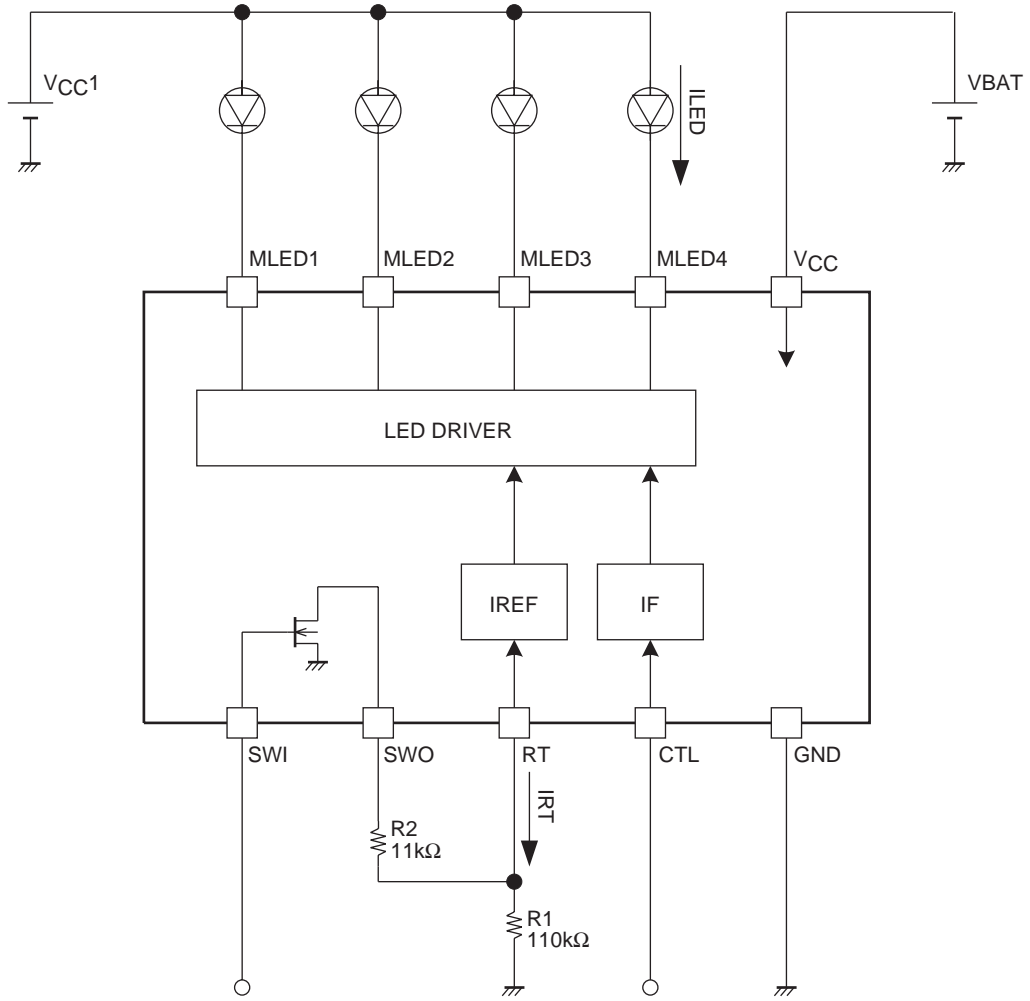 VCC1
ILED
VBAT
MLED1
MLED2
MLED3
MLED4
VCC
LED DRIVER
IREF
IF
SWI
SWO
RT
CTL
GND
IRT
R2
11kΩ
R1
110kΩ